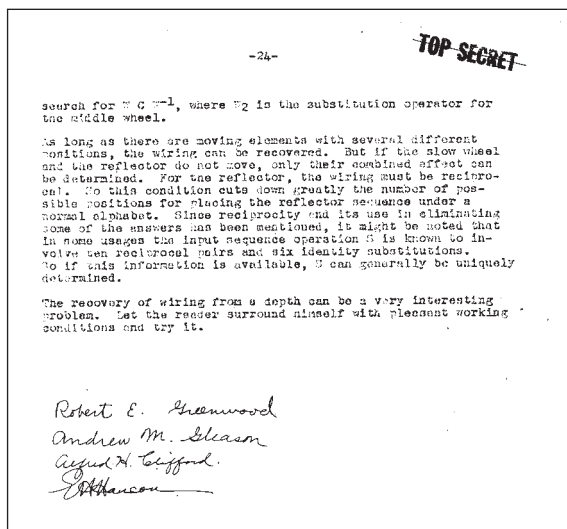 -24-
TOP SECRET
search for W C W-1, where W2 is the substitution operator for
the middle wheel.
As long as there are moving elements with several different
positions, the wiring can be recovered. But if the slow wheel
and the reflector do not move, only their combined effect can
be determined. For the reflector, the wiring must be recipro-
cal. So this condition cuts down greatly the number of pos-
sible positions for placing the reflector sequence under a
normal alphabet. Since reciprocity and its use in eliminating
some of the answers has been mentioned, it might be noted that
in some usages the input sequence operation S is known to in-
volve ten reciprocal pairs and six identity substitutions.
So if this information is available, S can generally be uniquely
determined.
The recovery of wiring from a depth can be a very interesting
problem. Let the reader surround himself with pleasant working
conditions and try it.
Robert E. Greenwood
Andrew M. Gleason
Alfred H. Clifford.